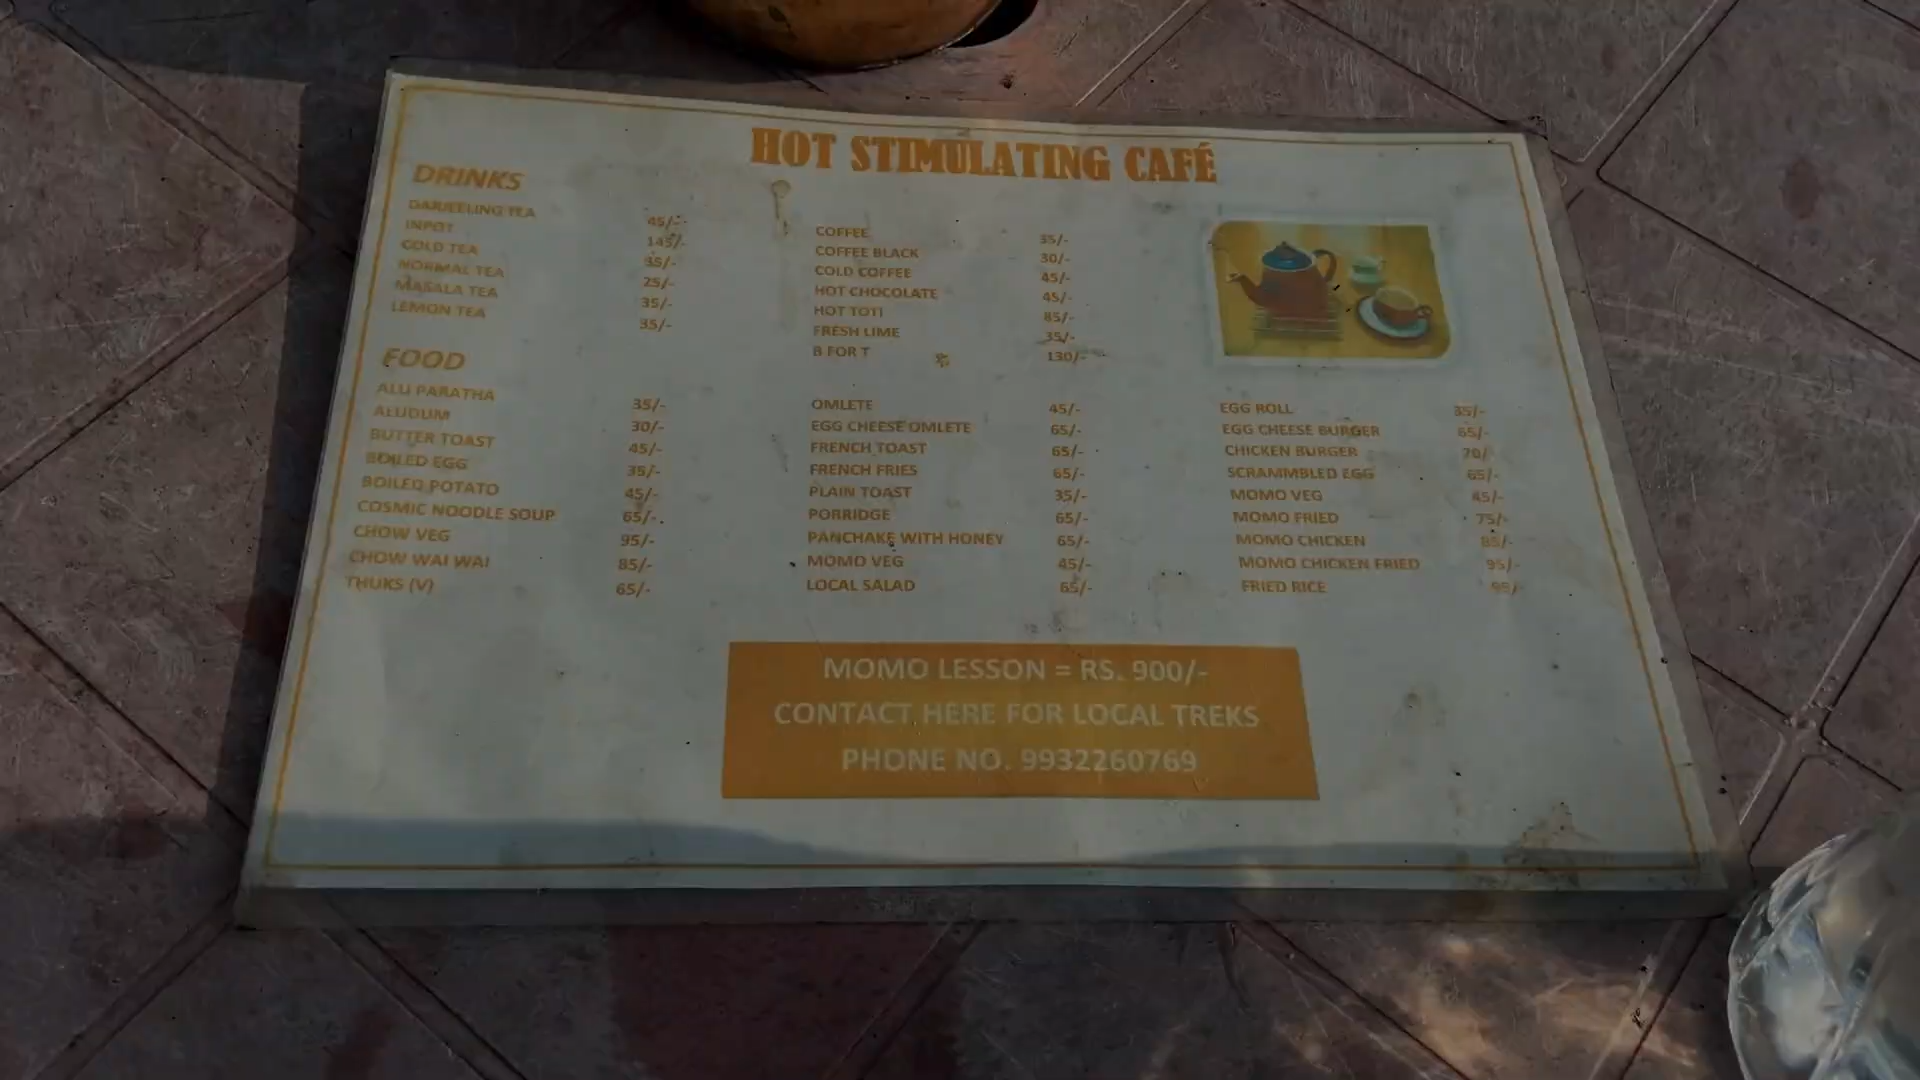 HOT STIMULATING CAFÉ
DRINKS
DARJEELING TEA 45/-
INPOT 145/-
COLD TEA 35/-
NORMAL TEA 25/-
MASALA TEA 35/-
LEMON TEA 35/-
COFFEE 35/-
COFFEE BLACK 30/-
COLD COFFEE 45/-
HOT CHOCOLATE 45/-
HOT TOTI 85/-
FRESH LIME 35/-
B FOR T 130/-
FOOD
ALU PARATHA 35/-
ALUDUM 30/-
BUTTER TOAST 45/-
BOILED EGG 35/-
BOILED POTATO 45/-
COSMIC NOODLE SOUP 65/-
CHOW VEG 95/-
CHOW WAI WAI 85/-
THUKS (V) 65/-
OMLETE 45/-
EGG CHEESE OMLETE 65/-
FRENCH TOAST 65/-
FRENCH FRIES 65/-
PLAIN TOAST 35/-
PORRIDGE 65/-
PANCHAKE WITH HONEY 65/-
MOMO VEG 45/-
LOCAL SALAD 65/-
EGG ROLL 35/-
EGG CHEESE BURGER 65/-
CHICKEN BURGER 70/-
SCRAMMBLED EGG 65/-
MOMO VEG 45/-
MOMO FRIED 75/-
MOMO CHICKEN 85/-
MOMO CHICKEN FRIED 95/-
FRIED RICE 95/-
MOMO LESSON = RS. 900/-
CONTACT HERE FOR LOCAL TREKS
PHONE NO. 9932260769